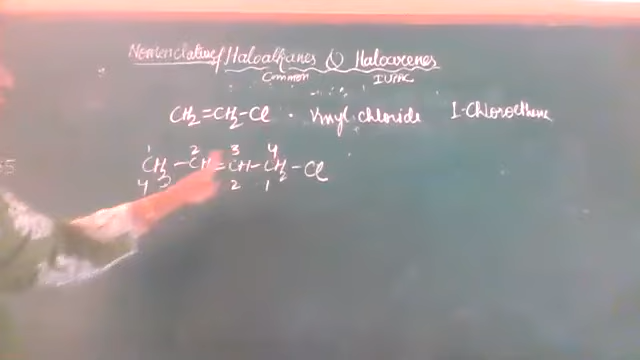 Nomenclature of Haloalkanes & Haloarenes
Common IUPAC
CH2=CH2-Cl . Vinyl chloride 1-Chloroethene
1 2 3 4
CH3-CH=CH-CH2-Cl
4 2 1